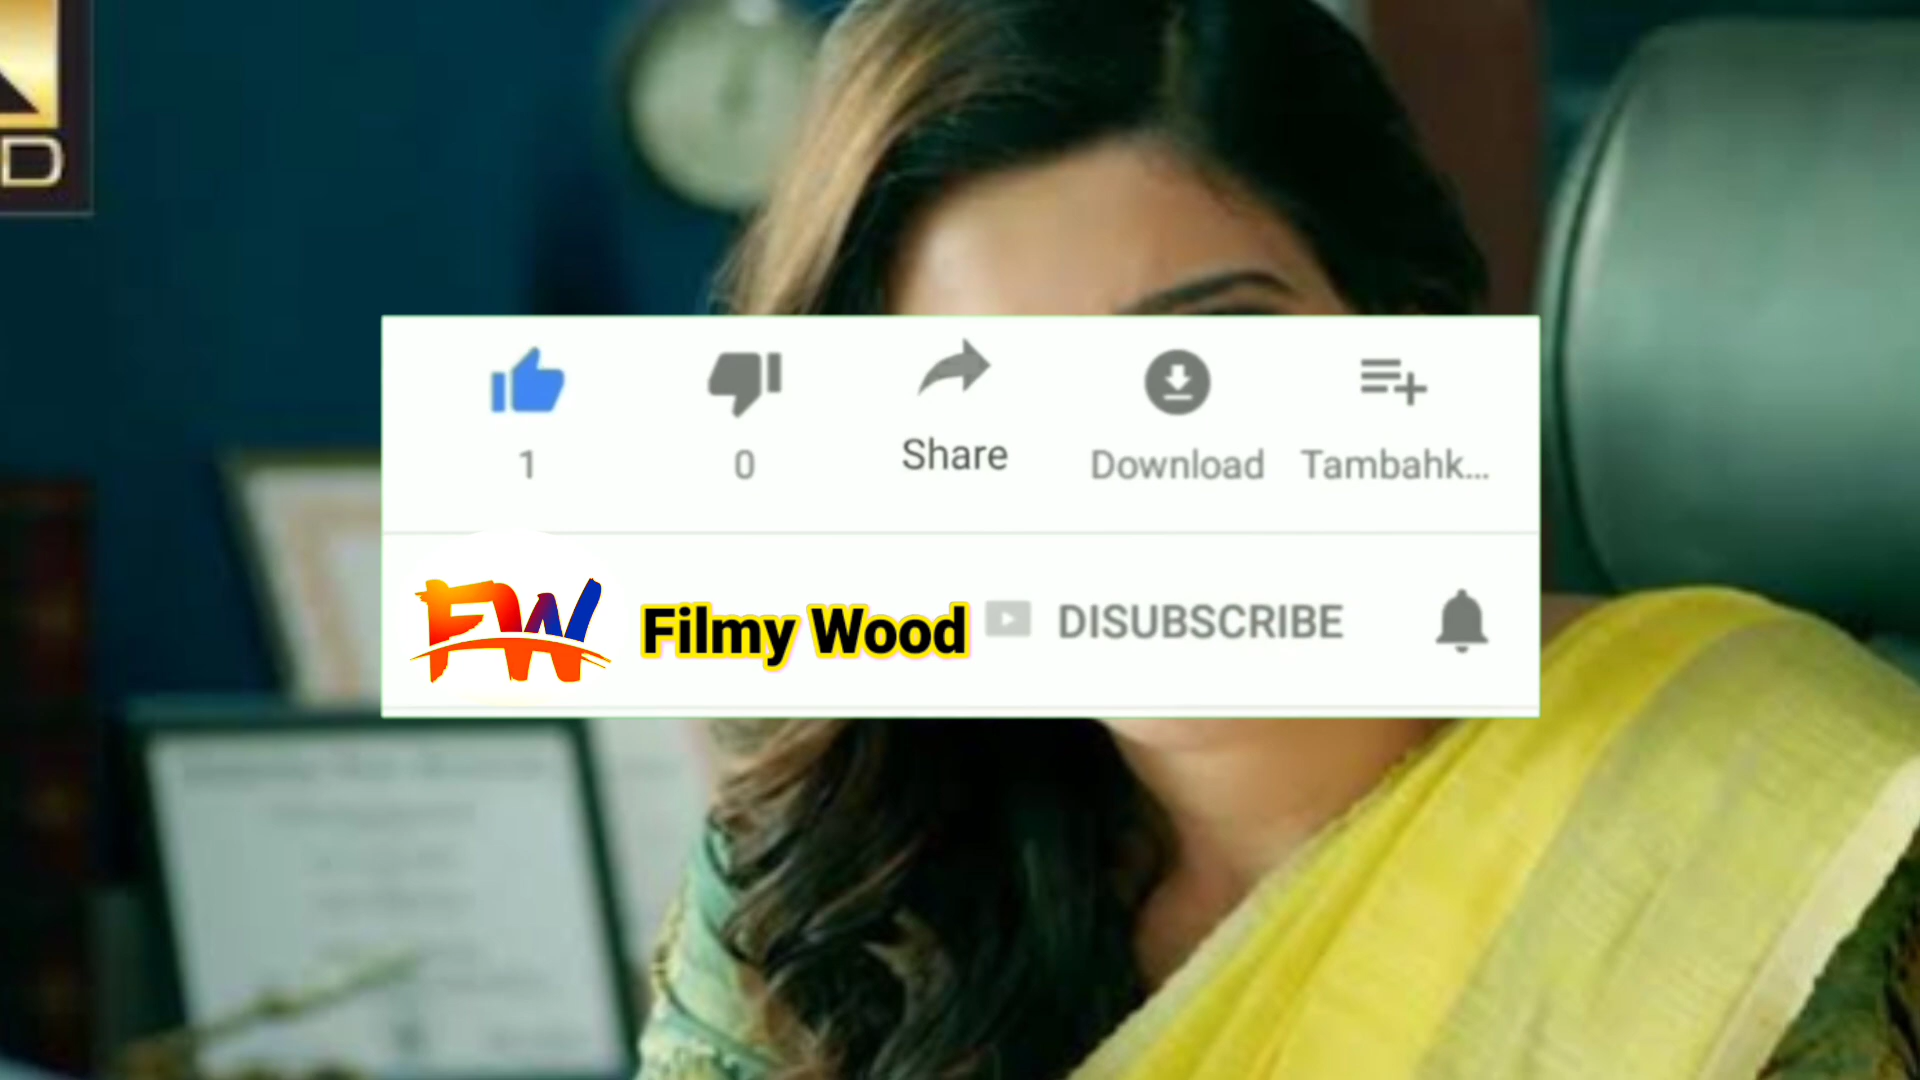 D
1
0
Share
Download
Tambahk...
FW
Filmy Wood
DISUBSCRIBE